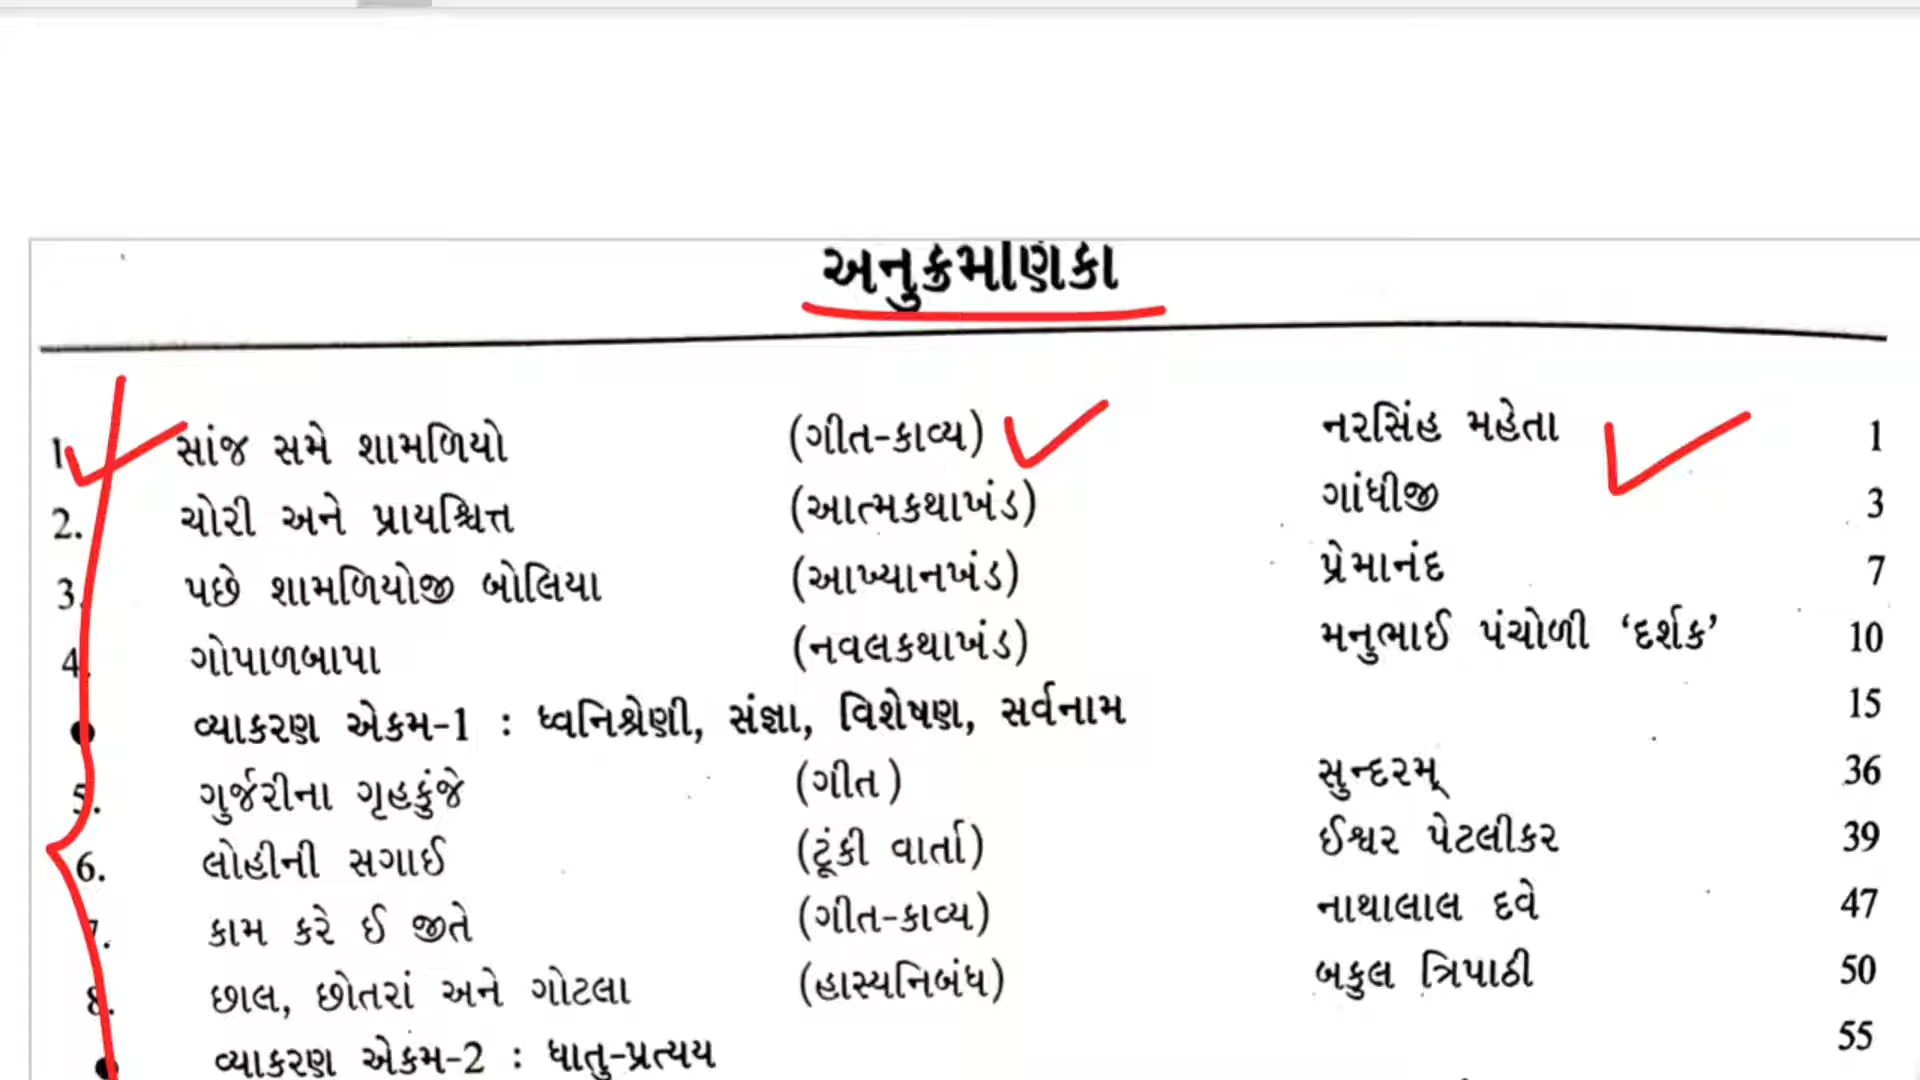 અનુક્રમણિકા
1. સાંજ સમે શામળિયો (ગીત-કાવ્ય) નરસિંહ મહેતા 1
2. ચોરી અને પ્રાયશ્ચિત્ત (આત્મકથાખંડ) ગાંધીજી 3
3. પછે શામળિયોજી બોલિયા (આખ્યાનખંડ) પ્રેમાનંદ 7
4. ગોપાળબાપા (નવલકથાખંડ) મનુભાઈ પંચોળી ‘દર્શક’ 10
● વ્યાકરણ એકમ-1 : ધ્વનિશ્રેણી, સંજ્ઞા, વિશેષણ, સર્વનામ 15
5. ગુર્જરીના ગૃહકુંજે (ગીત) સુન્દરમ્ 36
6. લોહીની સગાઈ (ટૂંકી વાર્તા) ઈશ્વર પેટલીકર 39
7. કામ કરે ઈ જીતે (ગીત-કાવ્ય) નાથાલાલ દવે 47
8. છાલ, છોતરાં અને ગોટલા (હાસ્યનિબંધ) બકુલ ત્રિપાઠી 50
● વ્યાકરણ એકમ-2 : ધાતુ-પ્રત્યય 55